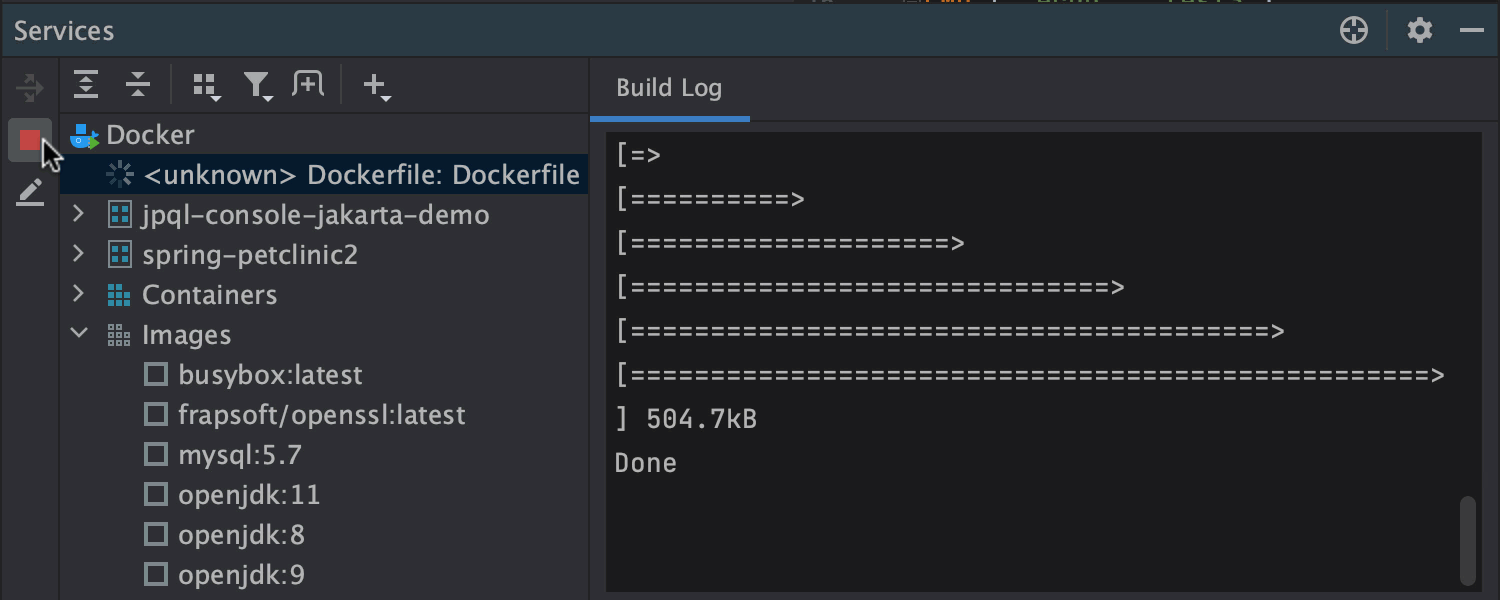 Services
Docker
<unknown> Dockerfile: Dockerfile
jpql-console-jakarta-demo
spring-petclinic2
Containers
Images
busybox:latest
frapsoft/openssl:latest
mysql:5.7
openjdk:11
openjdk:8
openjdk:9
Build Log
[=>
[==========>
[====================>
[==============================>
[========================================>
[==================================================>
] 504.7kB
Done